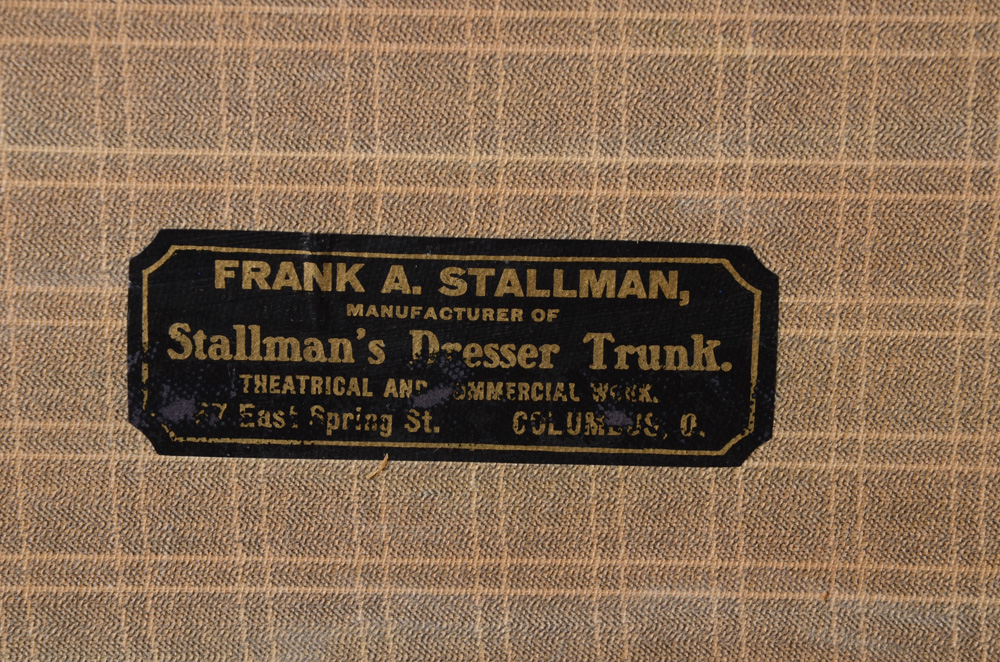 FRANK A. STALLMAN,
MANUFACTURER OF
Stallman's Dresser Trunk.
THEATRICAL AND COMMERCIAL WORK.
East Spring St. COLUMBUS, O.